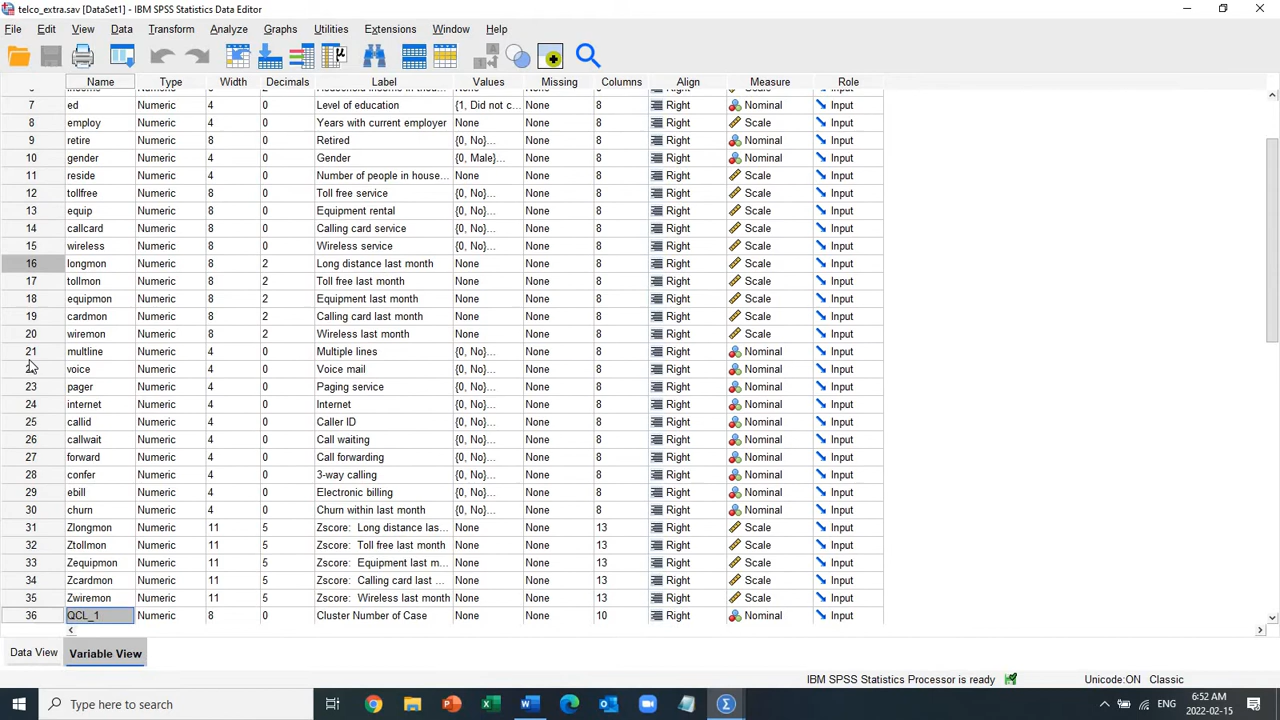 telco_extra.sav [DataSet1] - IBM SPSS Statistics Data Editor
File Edit View Data Transform Analyze Graphs Utilities Extensions Window Help
Name Type Width Decimals Label Values Missing Columns Align Measure Role
7 ed Numeric 4 0 Level of education {1, Did not c... None 8 Right Nominal Input
8 employ Numeric 4 0 Years with current employer None None 8 Right Scale Input
9 retire Numeric 8 0 Retired {0, No}... None 8 Right Nominal Input
10 gender Numeric 4 0 Gender {0, Male}... None 8 Right Nominal Input
11 reside Numeric 4 0 Number of people in house... None None 8 Right Scale Input
12 tollfree Numeric 8 0 Toll free service {0, No}... None 8 Right Scale Input
13 equip Numeric 8 0 Equipment rental {0, No}... None 8 Right Scale Input
14 callcard Numeric 8 0 Calling card service {0, No}... None 8 Right Scale Input
15 wireless Numeric 8 0 Wireless service {0, No}... None 8 Right Scale Input
16 longmon Numeric 8 2 Long distance last month None None 8 Right Scale Input
17 tollmon Numeric 8 2 Toll free last month None None 8 Right Scale Input
18 equipmon Numeric 8 2 Equipment last month None None 8 Right Scale Input
19 cardmon Numeric 8 2 Calling card last month None None 8 Right Scale Input
20 wiremon Numeric 8 2 Wireless last month None None 8 Right Scale Input
21 multline Numeric 4 0 Multiple lines {0, No}... None 8 Right Nominal Input
voice Numeric 4 0 Voice mail {0, No}... None 8 Right Nominal Input
23 pager Numeric 4 0 Paging service {0, No}... None 8 Right Nominal Input
24 internet Numeric 4 0 Internet {0, No}... None 8 Right Nominal Input
25 callid Numeric 4 0 Caller ID {0, No}... None 8 Right Nominal Input
26 callwait Numeric 4 0 Call waiting {0, No}... None 8 Right Nominal Input
27 forward Numeric 4 0 Call forwarding {0, No}... None 8 Right Nominal Input
28 confer Numeric 4 0 3-way calling {0, No}... None 8 Right Nominal Input
29 ebill Numeric 4 0 Electronic billing {0, No}... None 8 Right Nominal Input
30 churn Numeric 4 0 Churn within last month {0, No}... None 8 Right Nominal Input
31 Zlongmon Numeric 11 5 Zscore: Long distance las... None None 13 Right Scale Input
32 Ztollmon Numeric 11 5 Zscore: Toll free last month None None 13 Right Scale Input
33 Zequipmon Numeric 11 5 Zscore: Equipment last m... None None 13 Right Scale Input
34 Zcardmon Numeric 11 5 Zscore: Calling card last ... None None 13 Right Scale Input
35 Zwiremon Numeric 11 5 Zscore: Wireless last month None None 13 Right Scale Input
36 QCL_1 Numeric 8 0 Cluster Number of Case None None 10 Right Nominal Input
Data View Variable View
IBM SPSS Statistics Processor is ready Unicode:ON Classic
Type here to search
ENG
6:52 AM
2022-02-15